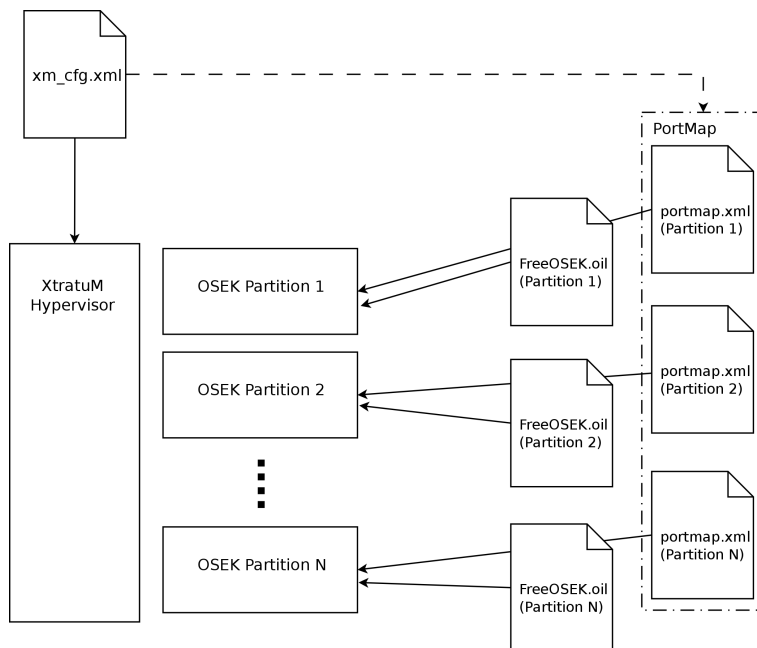 xm_cfg.xml
PortMap
portmap.xml
(Partition 1)
FreeOSEK.oil
(Partition 1)
XtratuM
Hypervisor
OSEK Partition 1
portmap.xml
(Partition 2)
OSEK Partition 2
FreeOSEK.oil
(Partition 2)
portmap.xml
(Partition N)
OSEK Partition N
FreeOSEK.oil
(Partition N)